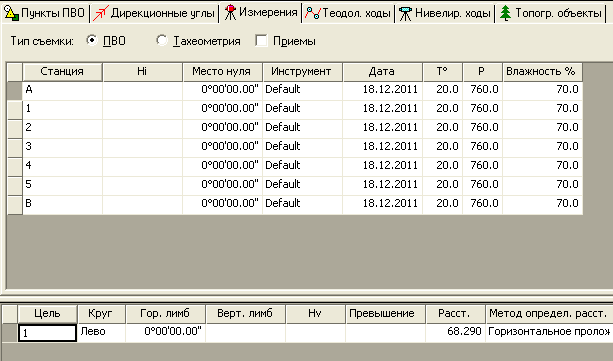 Пункты ПВО Дирекционные углы Измерения Теодол. ходы Нивелир. ходы Топогр. объекты
Тип съемки: ПВО Тахеометрия Приемы
Станция Hi Место нуля Инструмент Дата T° P Влажность %
A 0°00'00.00" Default 18.12.2011 20.0 760.0 70.0
1 0°00'00.00" Default 18.12.2011 20.0 760.0 70.0
2 0°00'00.00" Default 18.12.2011 20.0 760.0 70.0
3 0°00'00.00" Default 18.12.2011 20.0 760.0 70.0
4 0°00'00.00" Default 18.12.2011 20.0 760.0 70.0
5 0°00'00.00" Default 18.12.2011 20.0 760.0 70.0
B 0°00'00.00" Default 18.12.2011 20.0 760.0 70.0
Цель Круг Гор. лимб Верт. лимб Hv Превышение Расст. Метод определ. расст.
1 Лево 0°00'00.00" 68.290 Горизонтальное пролож